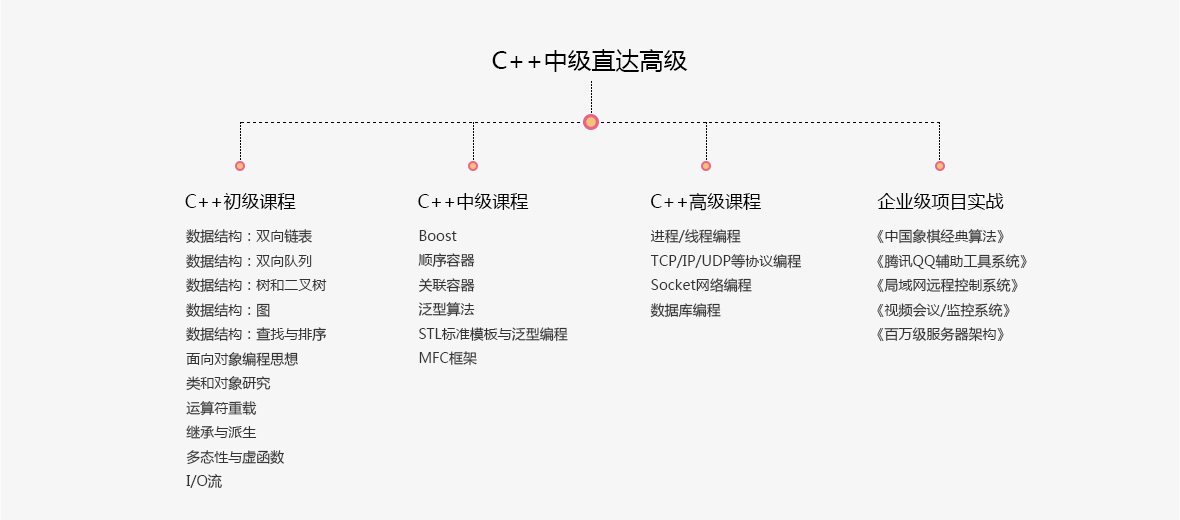 C++中级直达高级
C++初级课程
数据结构：双向链表
数据结构：双向队列
数据结构：树和二叉树
数据结构：图
数据结构：查找与排序
面向对象编程思想
类和对象研究
运算符重载
继承与派生
多态性与虚函数
I/O流
C++中级课程
Boost
顺序容器
关联容器
泛型算法
STL标准模板与泛型编程
MFC框架
C++高级课程
进程/线程编程
TCP/IP/UDP等协议编程
Socket网络编程
数据库编程
企业级项目实战
《中国象棋经典算法》
《腾讯QQ辅助工具系统》
《局域网远程控制系统》
《视频会议/监控系统》
《百万级服务器架构》